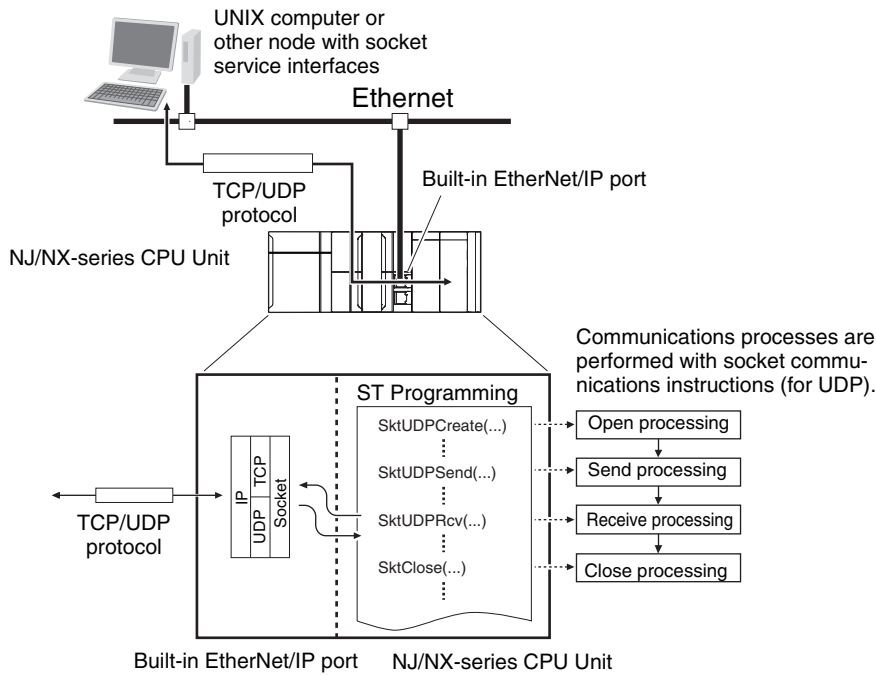 UNIX computer or
other node with socket
service interfaces
Ethernet
TCP/UDP
protocol
Built-in EtherNet/IP port
NJ/NX-series CPU Unit
Communications processes are
performed with socket commu-
nications instructions (for UDP).
ST Programming
SktUDPCreate(...)
Open processing
SktUDPSend(...)
Send processing
SktUDPRcv(...)
Receive processing
SktClose(...)
Close processing
IP
UDP
TCP
Socket
TCP/UDP
protocol
Built-in EtherNet/IP port
NJ/NX-series CPU Unit